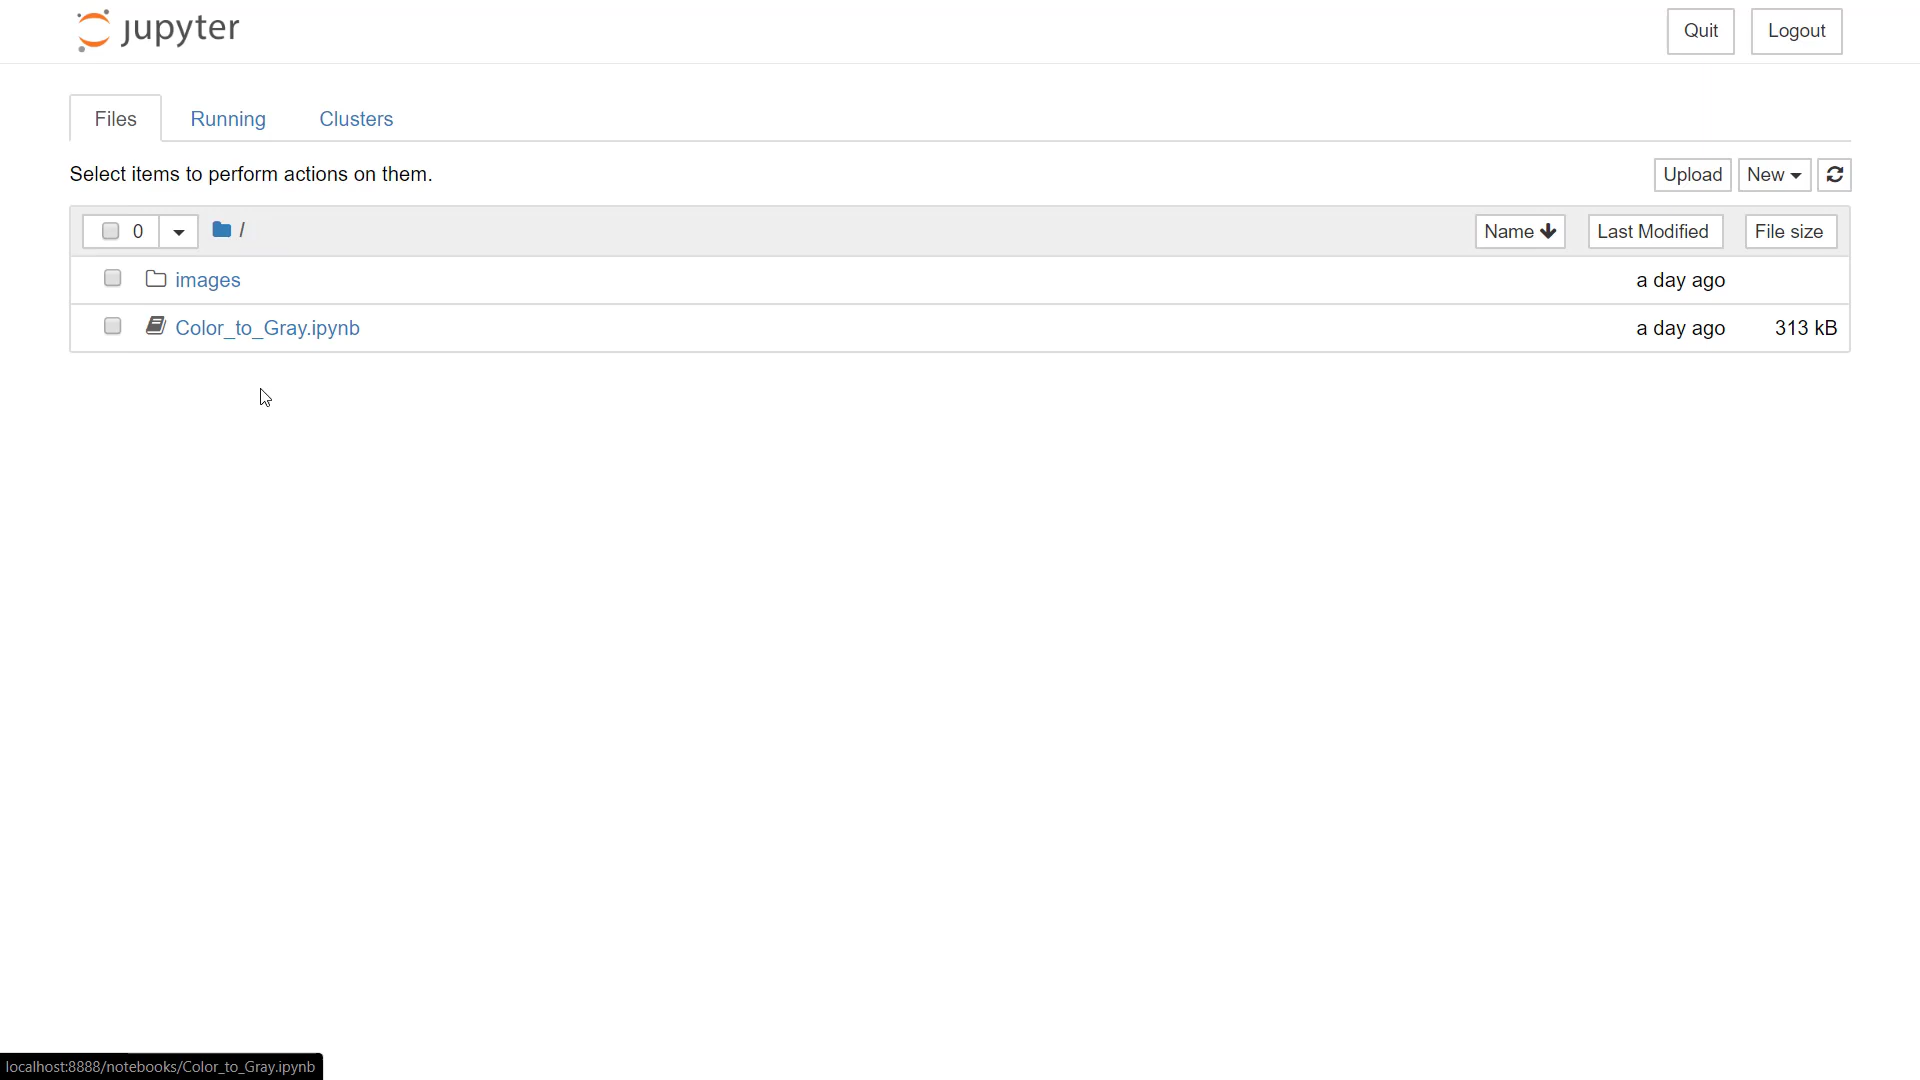 jupyter
Quit Logout
Files Running Clusters
Select items to perform actions on them.
Upload New
0 / Name Last Modified File size
images a day ago
Color_to_Gray.ipynb a day ago 313 kB
localhost:8888/notebooks/Color_to_Gray.ipynb